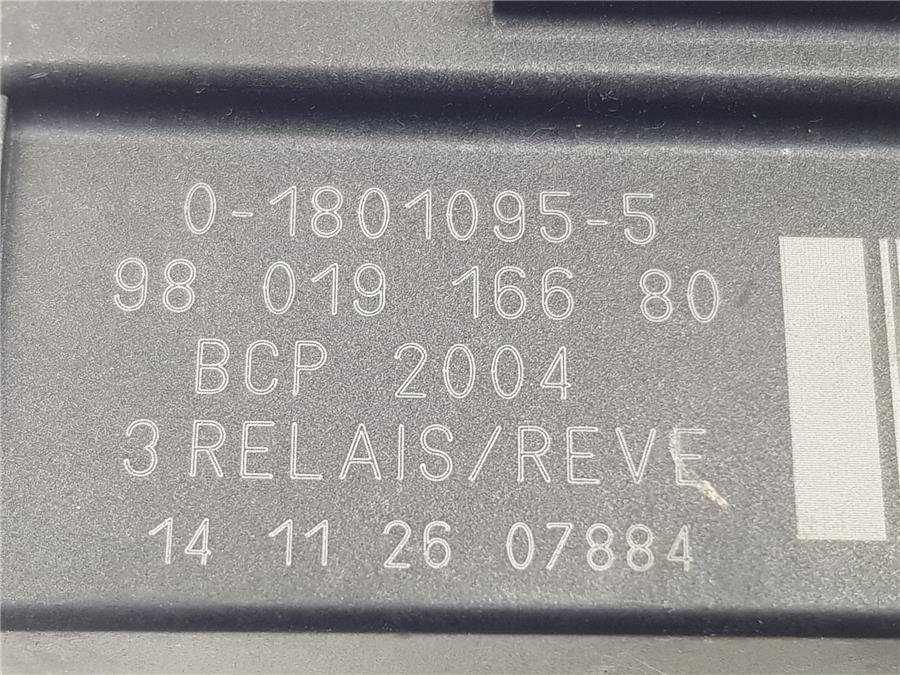 0-1801095-5
98 019 166 80
BCP 2004
3 RELAIS/REVE
14 11 26 07884